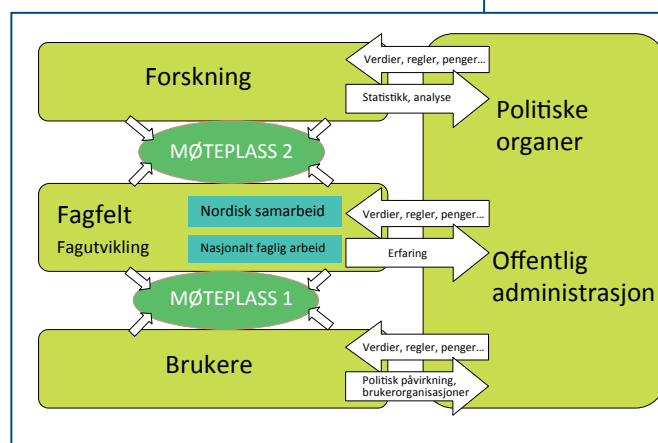 Forskning
Verdier, regler, penger...
Statistikk, analyse
Politiske
organer
MØTEPLASS 2
Fagfelt
Fagutvikling
Nordisk samarbeid
Nasjonalt faglig arbeid
Verdier, regler, penger...
Erfaring
Offentlig
administrasjon
MØTEPLASS 1
Brukere
Verdier, regler, penger...
Politisk påvirkning,
brukerorganisasjoner